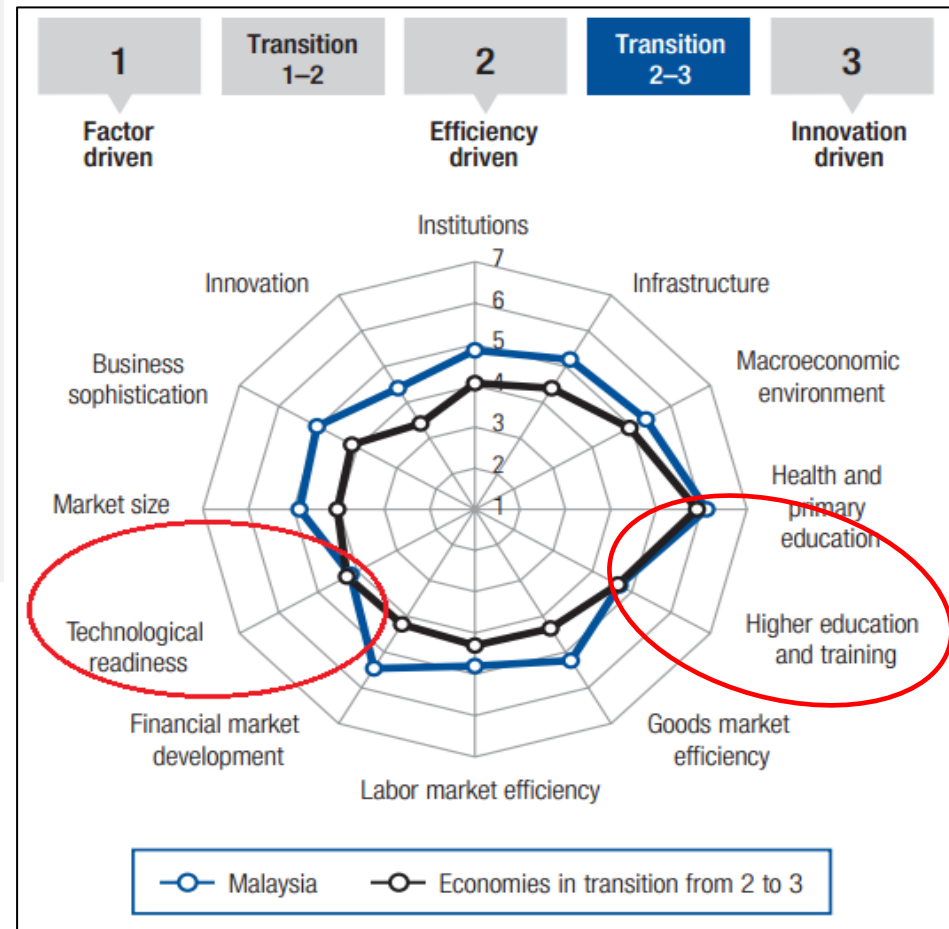 1
Transition
1–2
2
Transition
2–3
3
Factor
driven
Efficiency
driven
Innovation
driven
Institutions
7
Innovation
Infrastructure
6
5
Business
sophistication
Macroeconomic
environment
4
3
2
Market size
1
Health and
primary
education
Technological
readiness
Higher education
and training
Financial market
development
Goods market
efficiency
Labor market efficiency
Malaysia
Economies in transition from 2 to 3